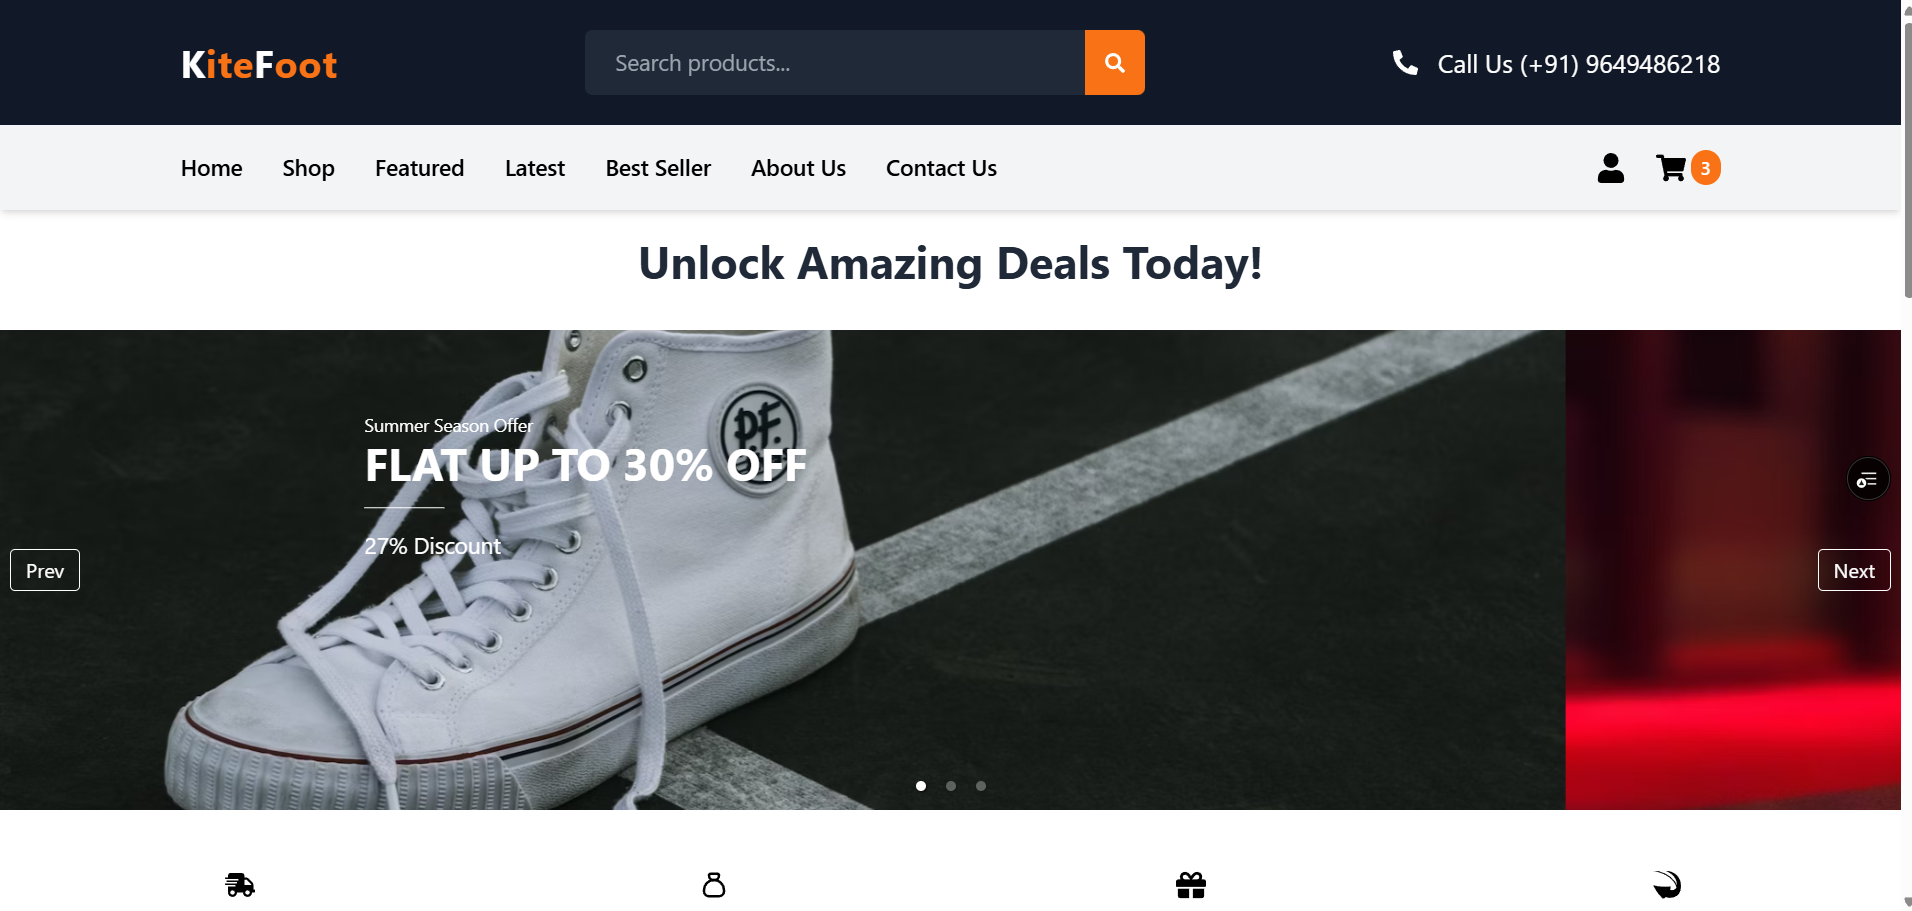 KiteFoot
Search products...
Call Us (+91) 9649486218
Home
Shop
Featured
Latest
Best Seller
About Us
Contact Us
3
Unlock Amazing Deals Today!
P.F.
Summer Season Offer
FLAT UP TO 30% OFF
27% Discount
Prev
Next